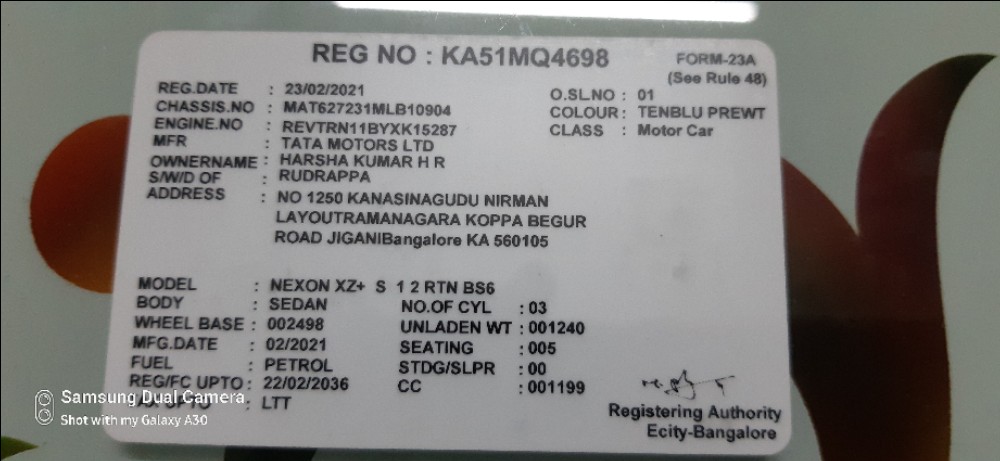 REG NO : KA51MQ4698
FORM-23A
(See Rule 48)
REG.DATE : 23/02/2021 O.SLNO : 01
CHASSIS.NO : MAT627231MLB10904 COLOUR : TENBLU PREWT
ENGINE.NO : REVTRN11BYXK15287 CLASS : Motor Car
MFR : TATA MOTORS LTD
OWNERNAME : HARSHA KUMAR H R
S/W/D OF : RUDRAPPA
ADDRESS : NO 1250 KANASINAGUDU NIRMAN
LAYOUTRAMANAGARA KOPPA BEGUR
ROAD JIGANIBangalore KA 560105
MODEL : NEXON XZ+ S 1 2 RTN BS6
BODY : SEDAN NO.OF CYL : 03
WHEEL BASE : 002498 UNLADEN WT : 001240
MFG.DATE : 02/2021 SEATING : 005
FUEL : PETROL STDG/SLPR : 00
REG/FC UPTO : 22/02/2036 CC : 001199
UPTO : LTT
Registering Authority
Ecity-Bangalore
Samsung Dual Camera
Shot with my Galaxy A30